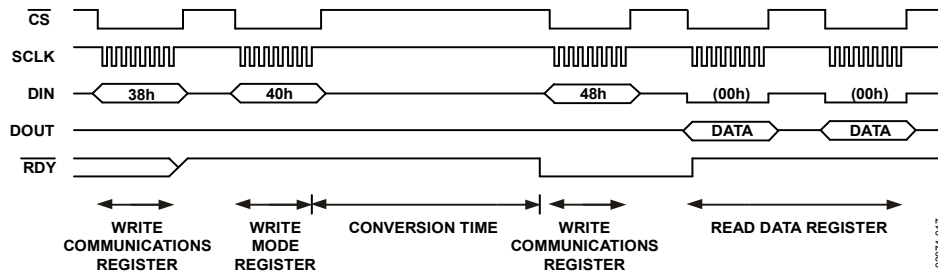 CS
SCLK
DIN 38h 40h 48h (00h) (00h)
DOUT DATA DATA
RDY
WRITE COMMUNICATIONS REGISTER
WRITE MODE REGISTER
CONVERSION TIME
WRITE COMMUNICATIONS REGISTER
READ DATA REGISTER